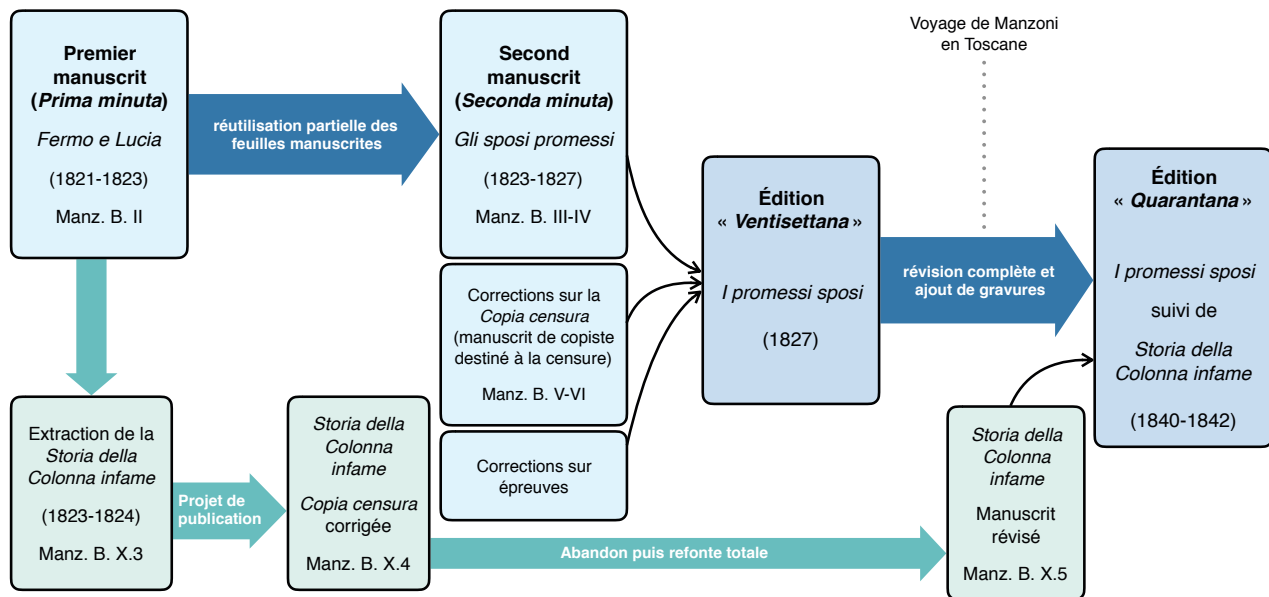 Premier
manuscrit
(Prima minuta)
Fermo e Lucia
(1821-1823)
Manz. B. II
réutilisation partielle des
feuilles manuscrites
Second
manuscrit
(Seconda minuta)
Gli sposi promessi
(1823-1827)
Manz. B. III-IV
Corrections sur la
Copia censura
(manuscrit de copiste
destiné à la censure)
Manz. B. V-VI
Corrections sur
épreuves
Édition
« Ventisettana »
I promessi sposi
(1827)
Voyage de Manzoni
en Toscane
révision complète et
ajout de gravures
Édition
« Quarantana »
I promessi sposi
suivi de
Storia della
Colonna infame
(1840-1842)
Extraction de la
Storia della
Colonna infame
(1823-1824)
Manz. B. X.3
Projet de
publication
Storia della
Colonna
infame
Copia censura
corrigée
Manz. B. X.4
Abandon puis refonte totale
Storia della
Colonna
infame
Manuscrit
révisé
Manz. B. X.5